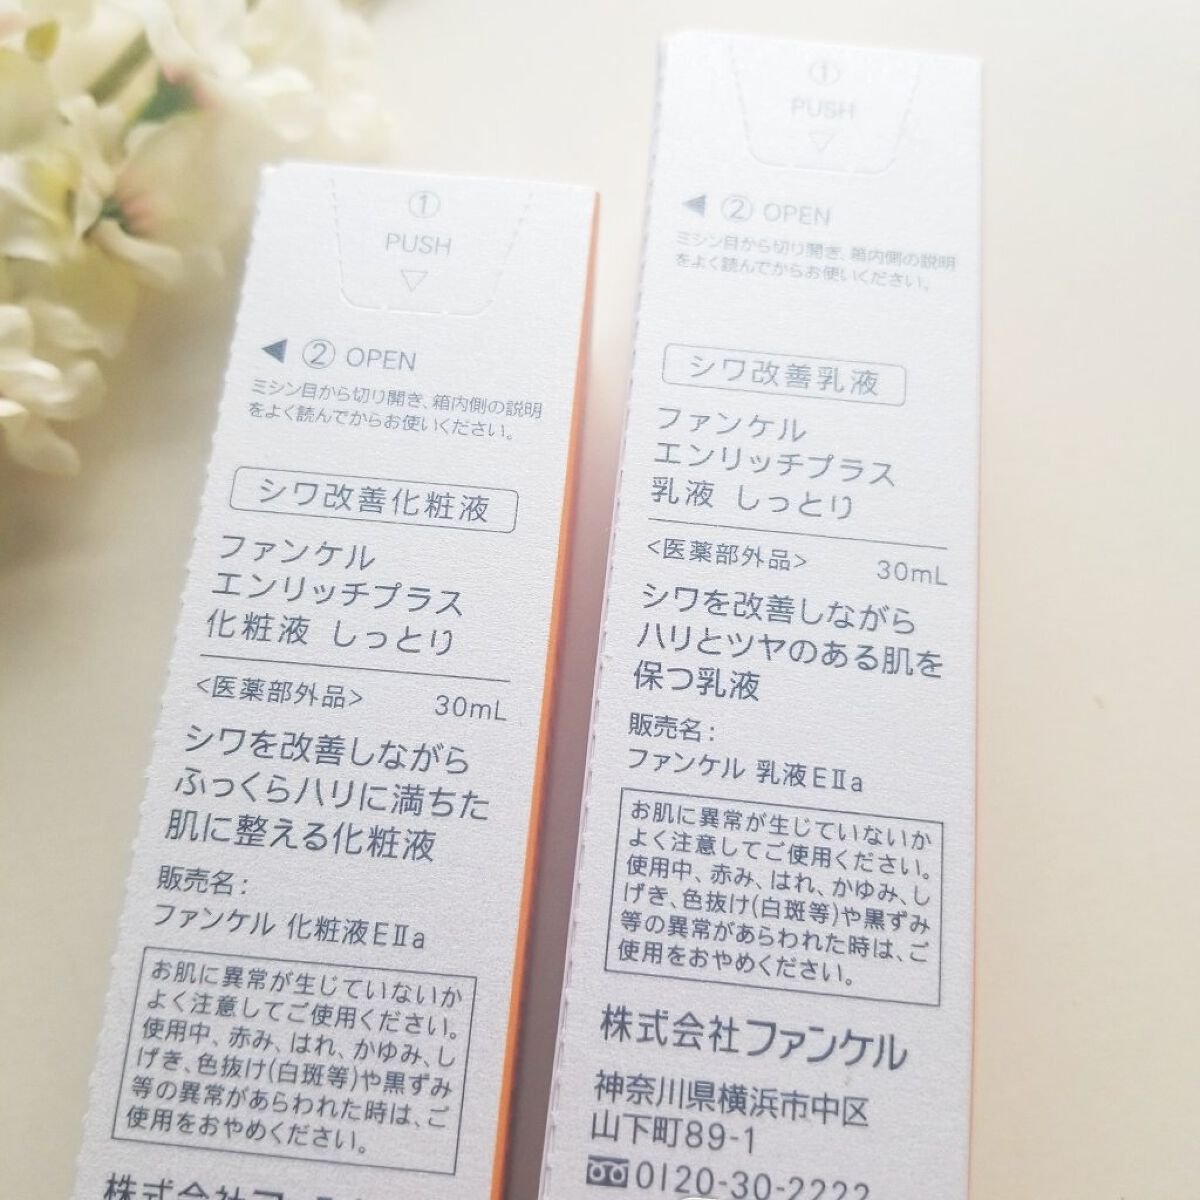 ①
PUSH
▽
◀ ② OPEN
ミシン目から切り開き、箱内側の説明
をよく読んでからお使いください。
シワ改善化粧液
ファンケル
エンリッチプラス
化粧液 しっとり
<医薬部外品> 30mL
シワを改善しながら
ふっくらハリに満ちた
肌に整える化粧液
販売名:
ファンケル 化粧液EⅡa
お肌に異常が生じていないか
よく注意してご使用ください。
使用中、赤み、はれ、かゆみ、し
げき、色抜け(白斑等)や黒ずみ
等の異常があらわれた時は、ご
使用をおやめください。
株式会社ファンケル
①
PUSH
▽
◀ ② OPEN
ミシン目から切り開き、箱内側の説明
をよく読んでからお使いください。
シワ改善乳液
ファンケル
エンリッチプラス
乳液 しっとり
<医薬部外品> 30mL
シワを改善しながら
ハリとツヤのある肌を
保つ乳液
販売名:
ファンケル 乳液EⅡa
お肌に異常が生じていないか
よく注意してご使用ください。
使用中、赤み、はれ、かゆみ、し
げき、色抜け(白斑等)や黒ずみ
等の異常があらわれた時は、ご
使用をおやめください。
株式会社ファンケル
神奈川県横浜市中区
山下町89-1
0120-30-2222